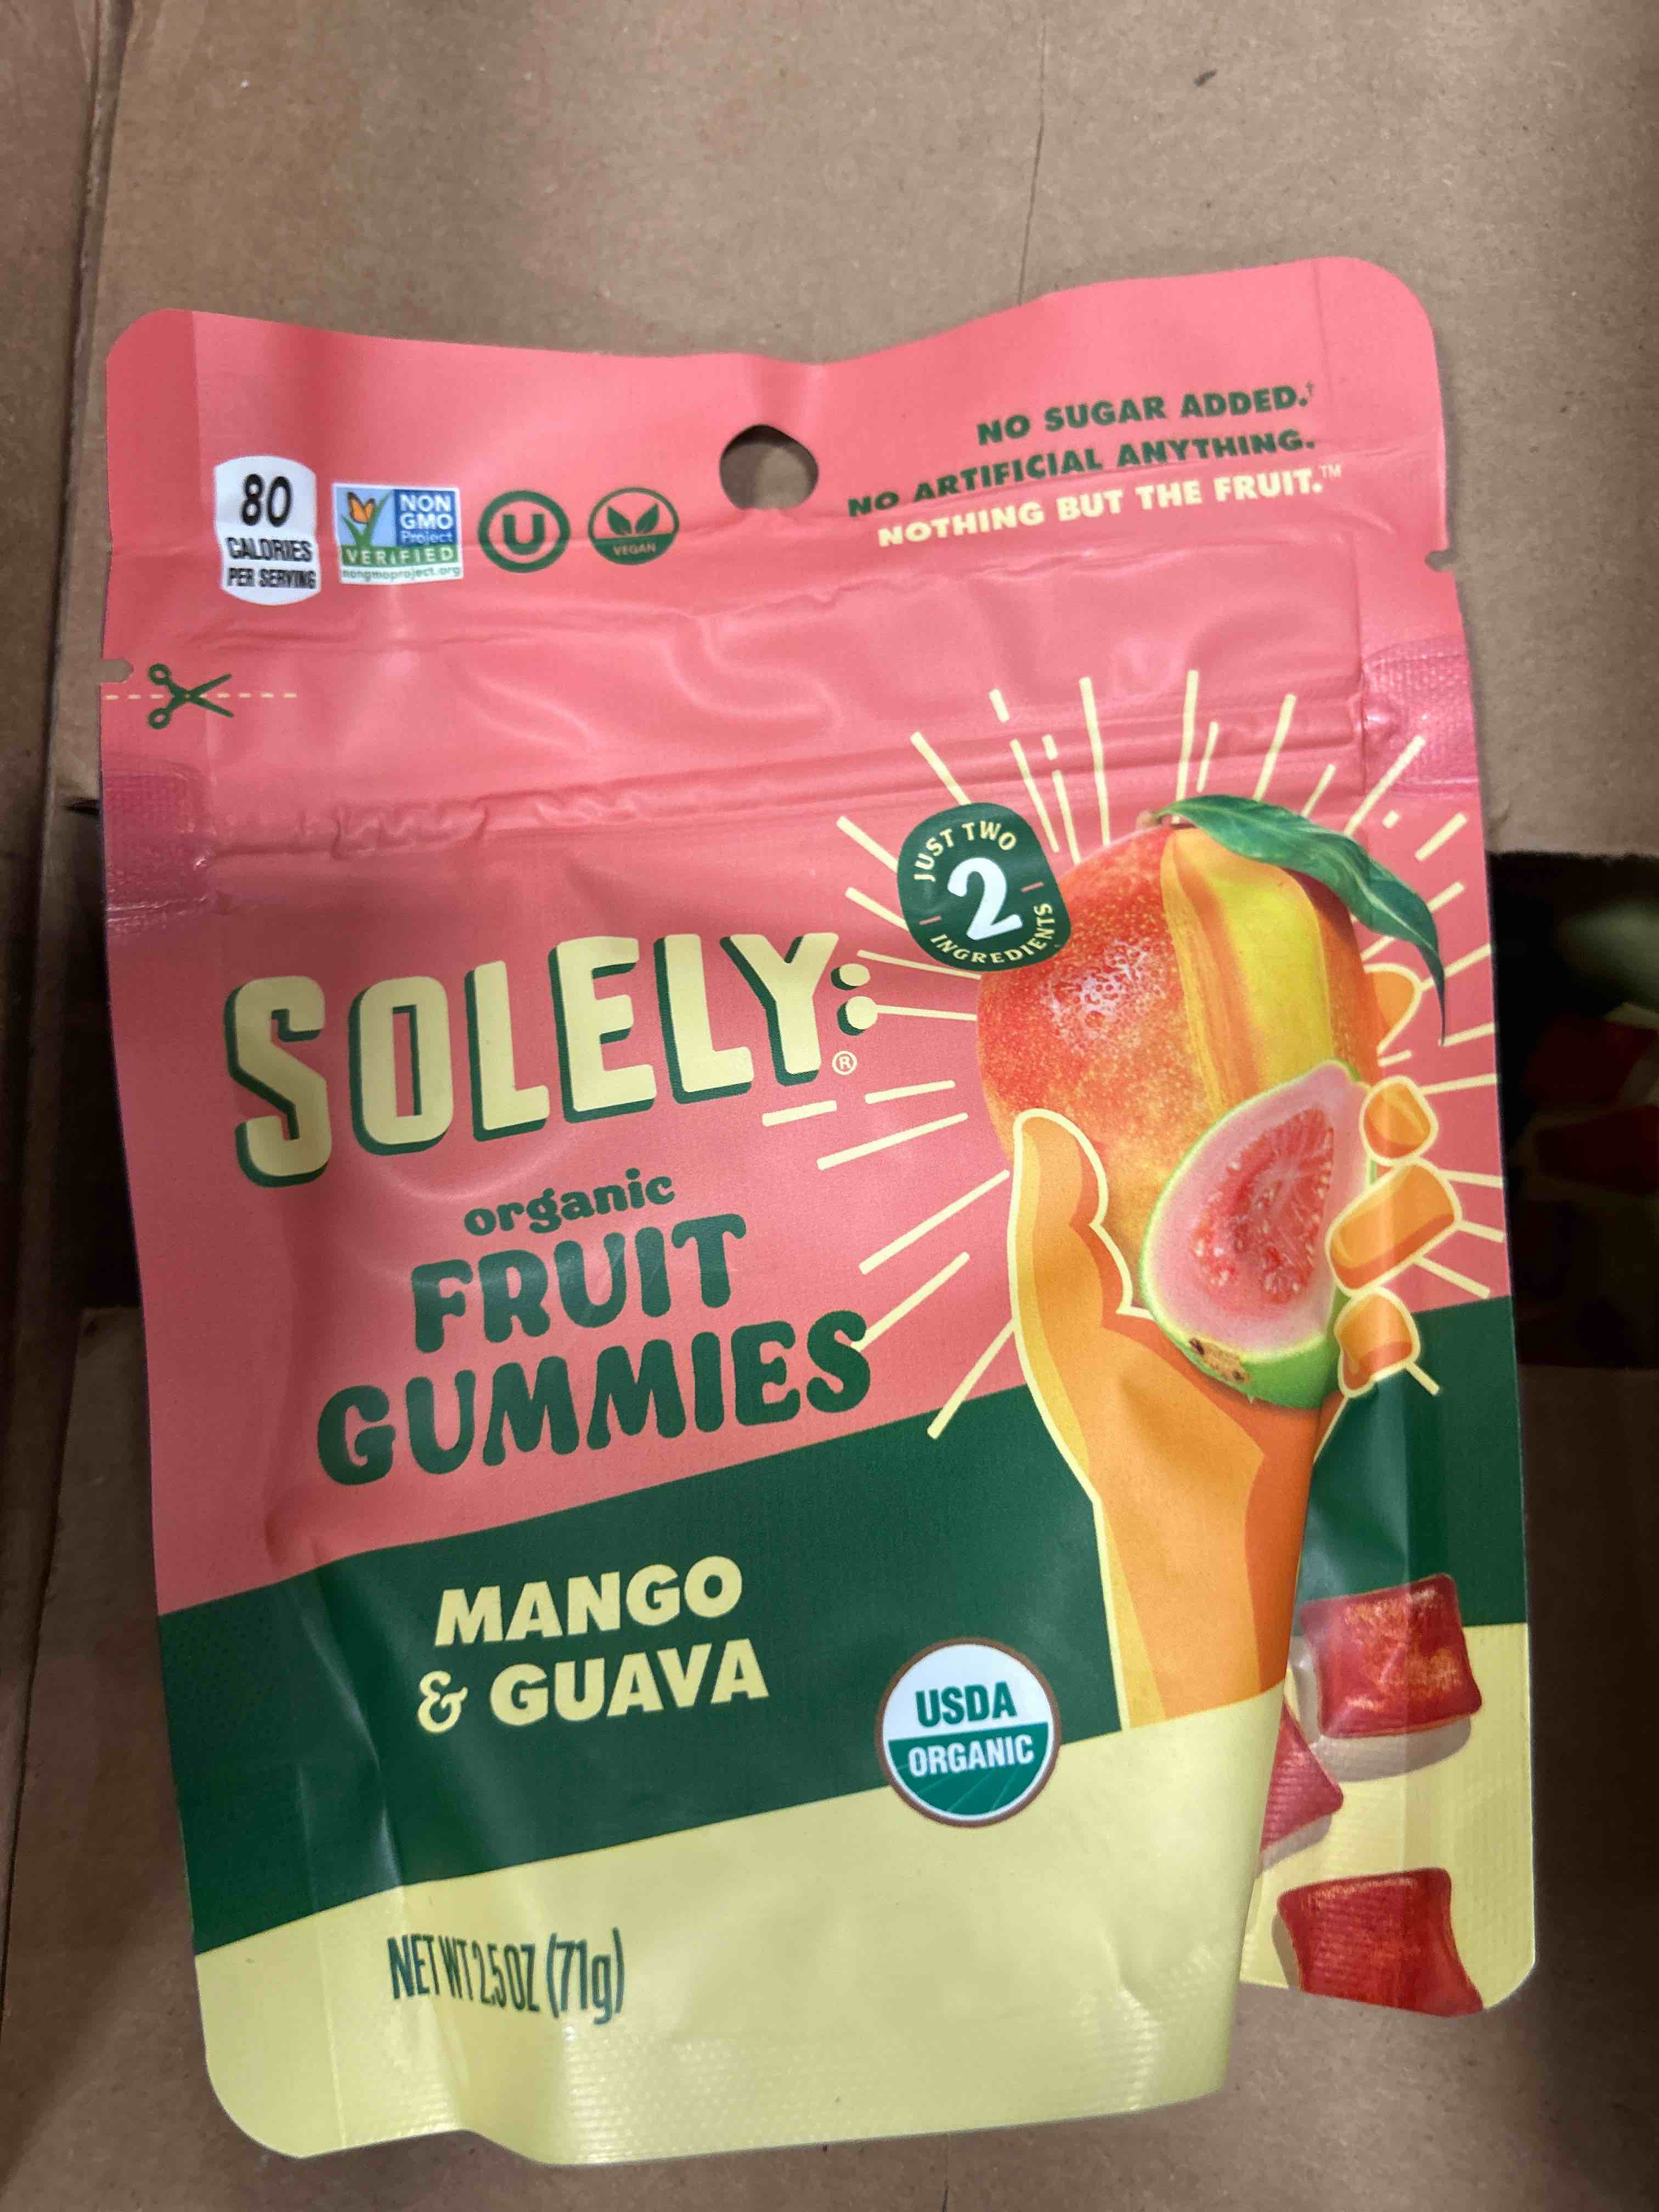 80
CALORIES
PER SERVING
NON
GMO
Project
VERIFIED
nongmoproject.org
U
VEGAN
NO SUGAR ADDED.†
NO ARTIFICIAL ANYTHING.
NOTHING BUT THE FRUIT.™
JUST TWO
2
INGREDIENTS
SOLELY:®
organic
FRUIT
GUMMIES
MANGO
& GUAVA
USDA
ORGANIC
NET WT 2.5 OZ (71g)